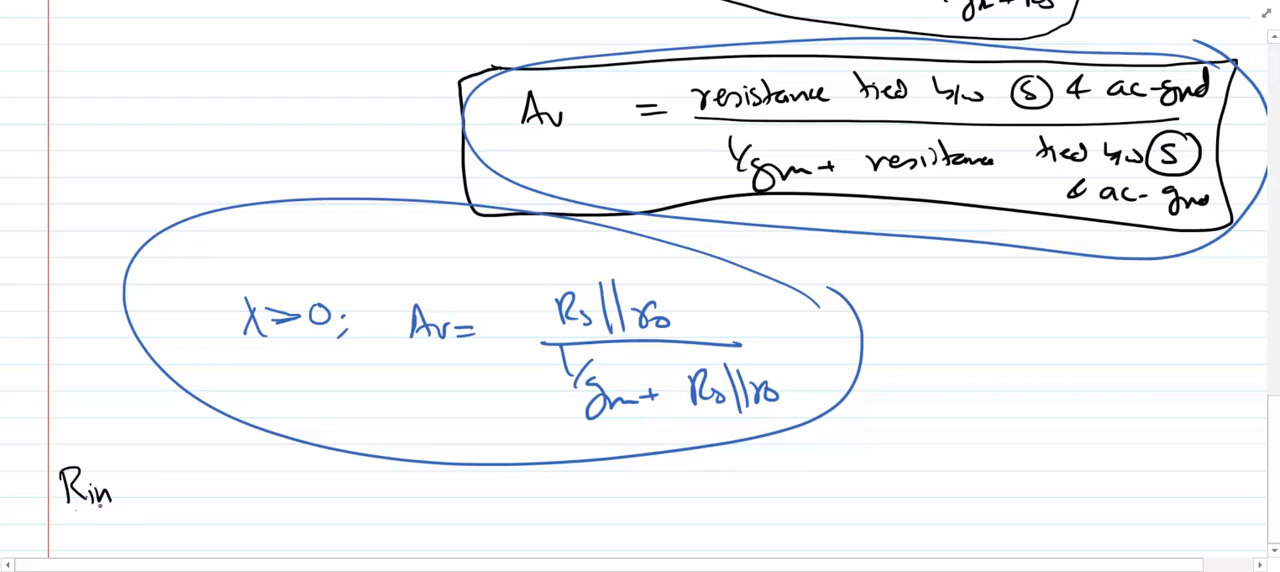 Av = resistance tied b/w S & ac-gnd
1/gm + resistance tied b/w S
& ac-gnd
λ>0; Av= Rs||ro
1/gm + Rs||ro
Rin